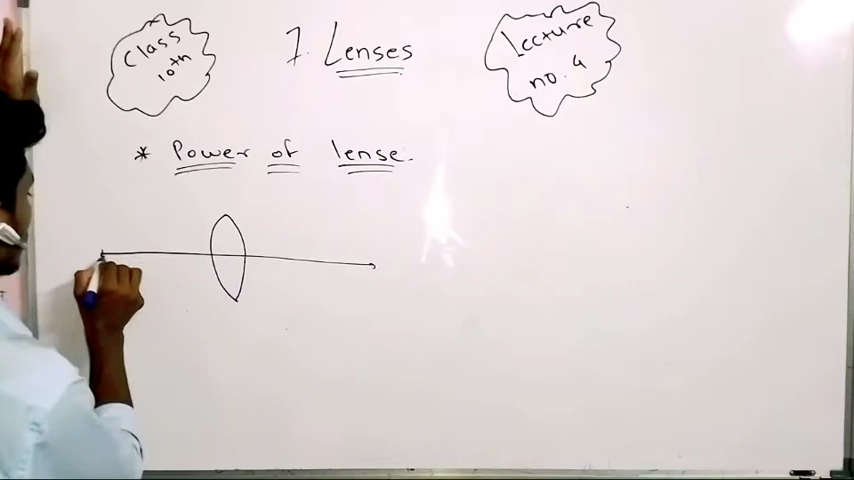 Class
10th
7. Lenses
Lecture
no. 4
* Power of lense.